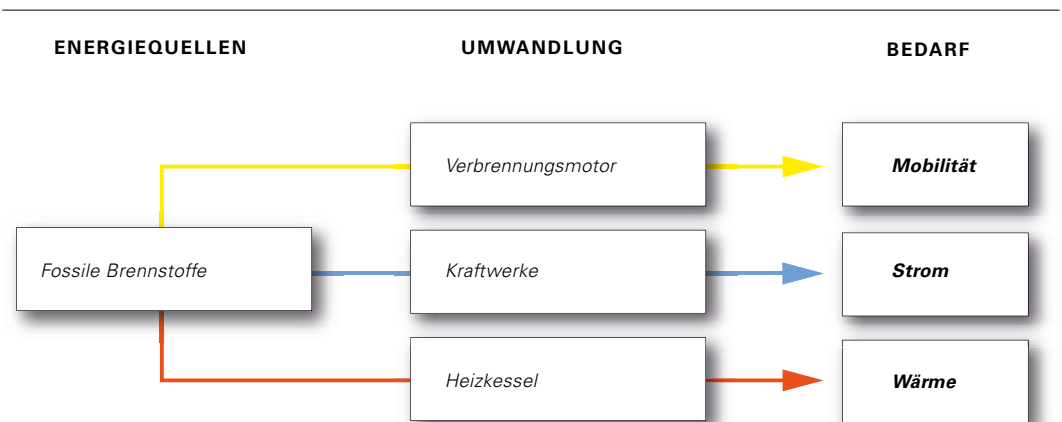 ENERGIEQUELLEN UMWANDLUNG BEDARF
Verbrennungsmotor Mobilität
Fossile Brennstoffe Kraftwerke Strom
Heizkessel Wärme